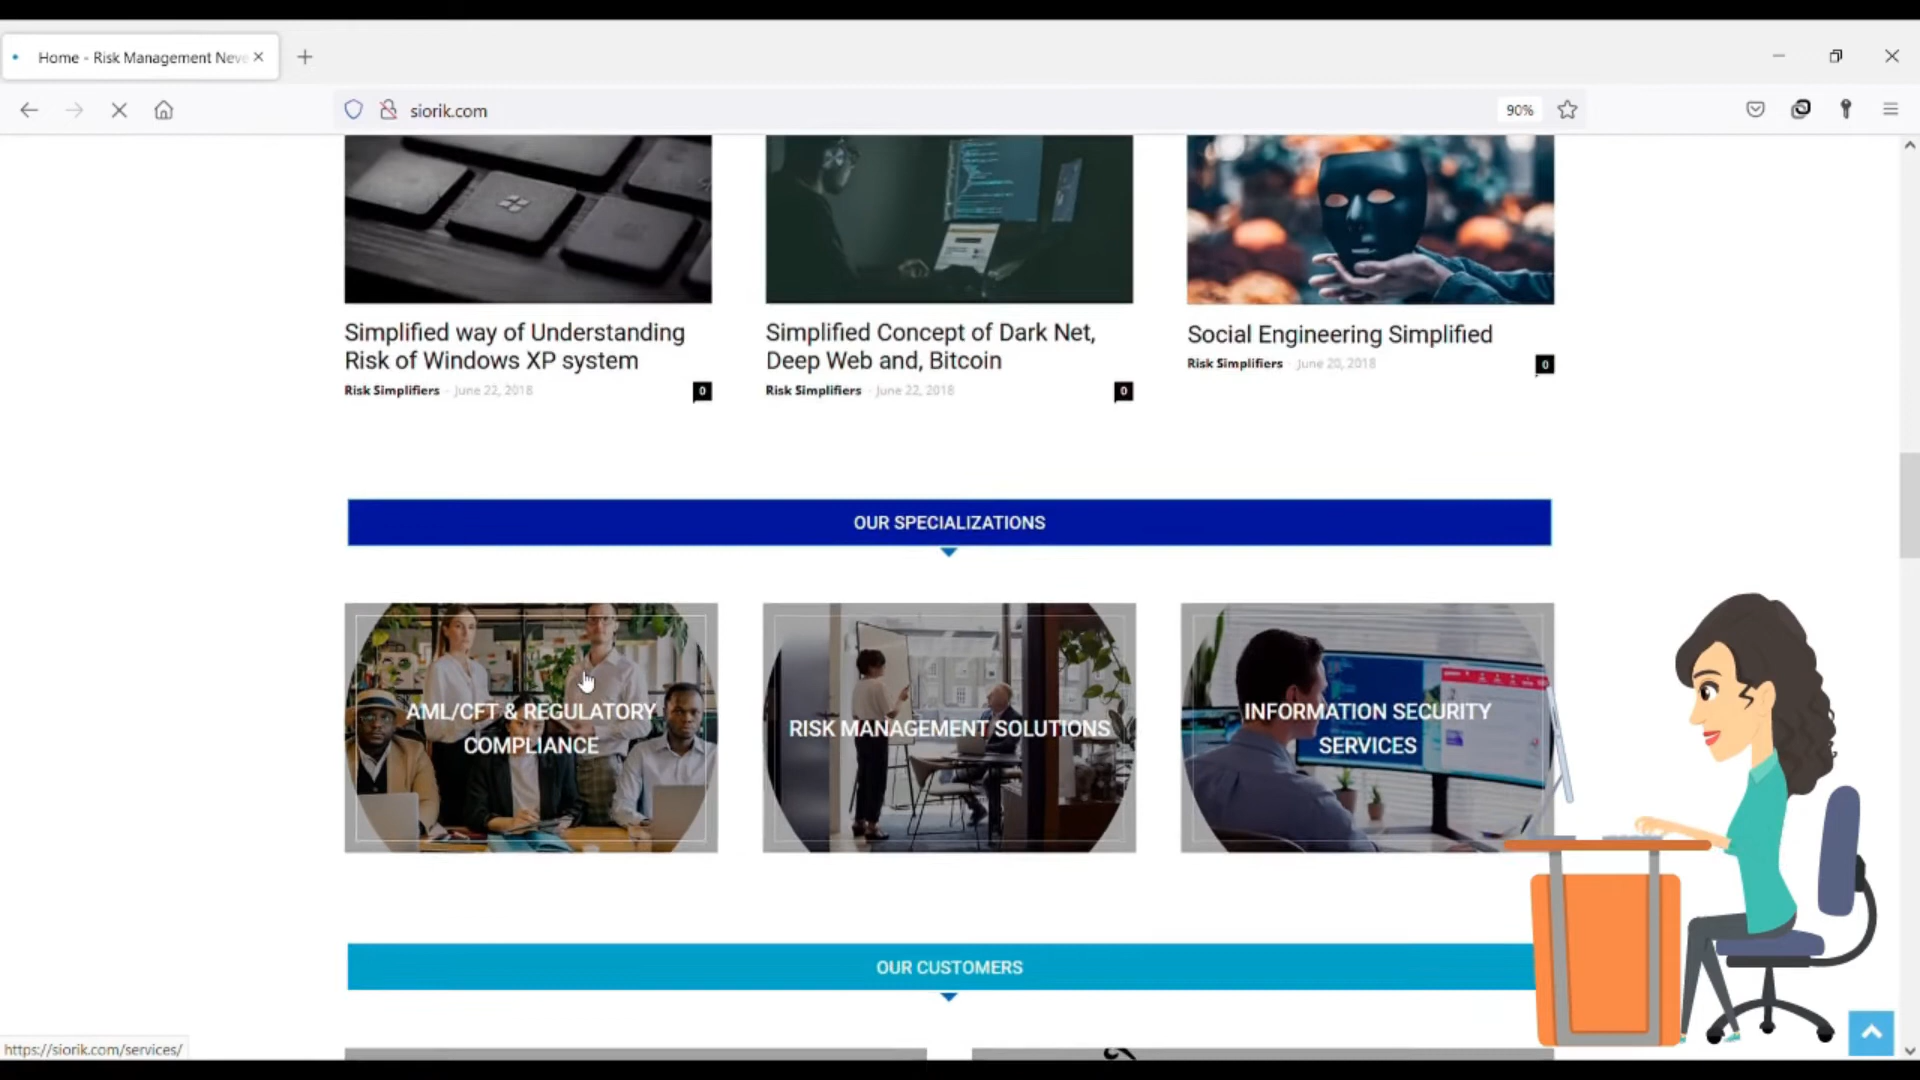 Home - Risk Management Neve
siorik.com
90%
Simplified way of Understanding
Risk of Windows XP system
Risk Simplifiers - June 22, 2018
0
Simplified Concept of Dark Net,
Deep Web and, Bitcoin
Risk Simplifiers - June 22, 2018
0
Social Engineering Simplified
Risk Simplifiers - June 20, 2018
0
OUR SPECIALIZATIONS
AML/CFT & REGULATORY
COMPLIANCE
RISK MANAGEMENT SOLUTIONS
INFORMATION SECURITY
SERVICES
OUR CUSTOMERS
https://siorik.com/services/